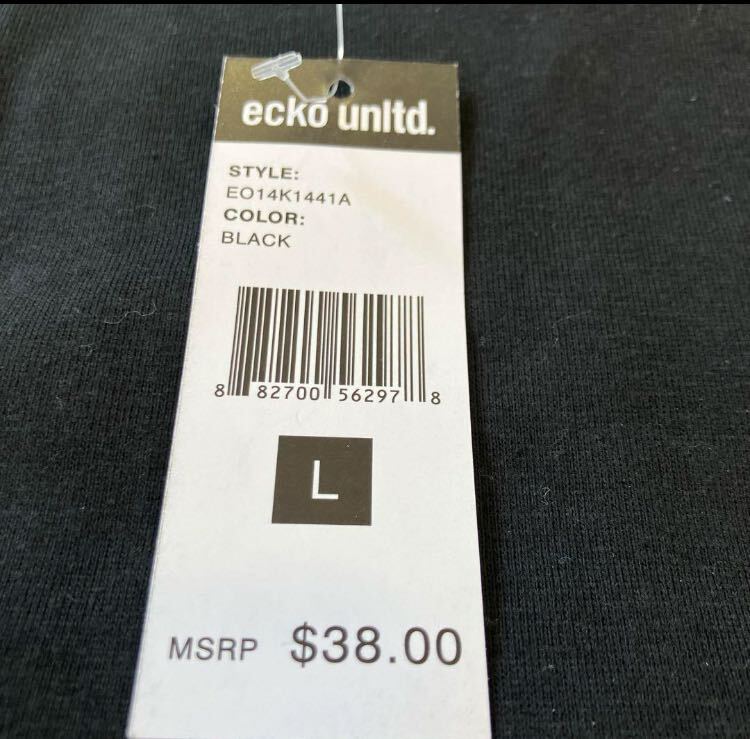 ecko unltd.
STYLE:
EO14K1441A
COLOR:
BLACK
8 82700 56297 8
L
MSRP $38.00